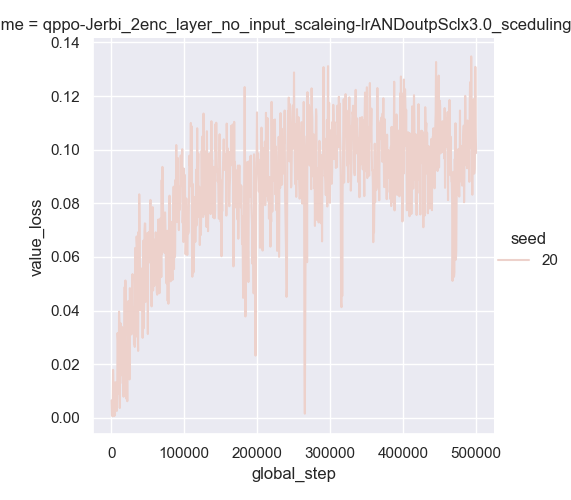 me = qppo-Jerbi_2enc_layer_no_input_scaleing-lrANDoutpSclx3.0_sceduling
0.14
0.12
0.10
0.08
0.06
0.04
0.02
0.00
value_loss
0 100000 200000 300000 400000 500000
global_step
seed
20